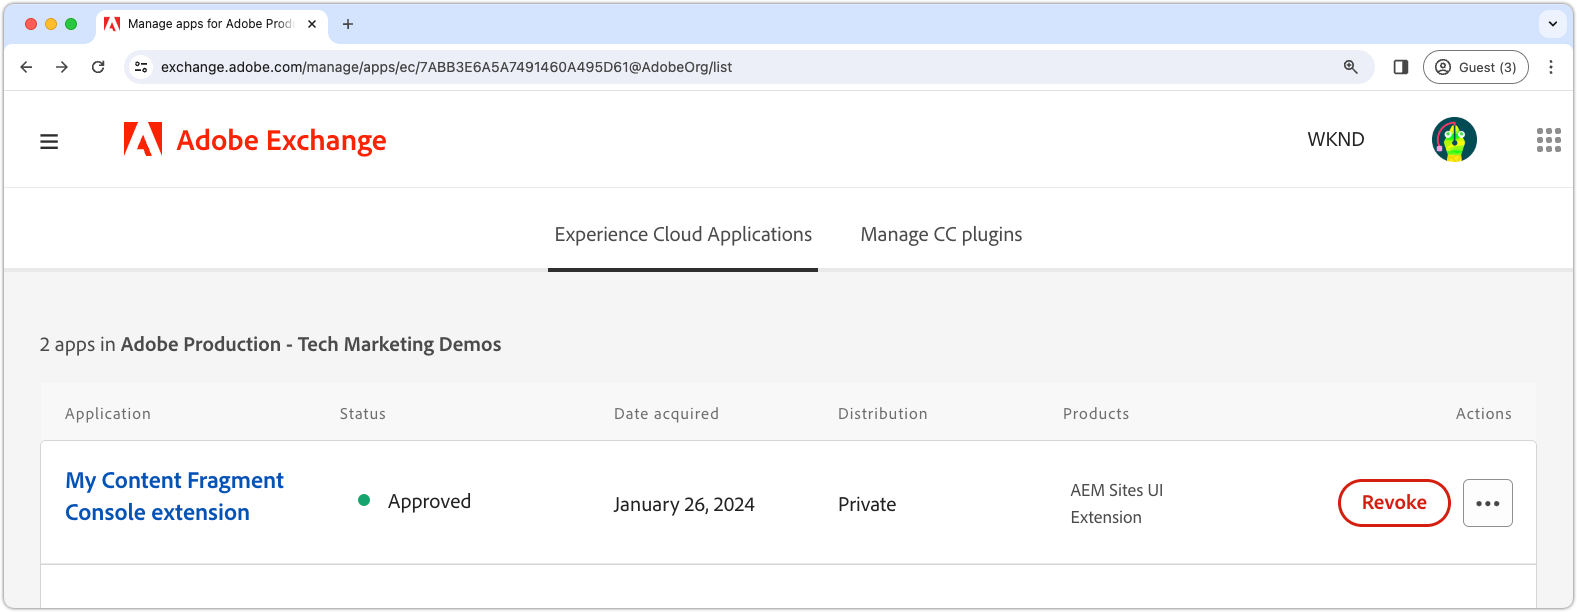 Manage apps for Adobe Prod
exchange.adobe.com/manage/apps/ec/7ABB3E6A5A7491460A495D61@AdobeOrg/list
Guest (3)
Adobe Exchange
WKND
Experience Cloud Applications
Manage CC plugins
2 apps in Adobe Production - Tech Marketing Demos
Application Status Date acquired Distribution Products Actions
My Content Fragment
Console extension
Approved
January 26, 2024
Private
AEM Sites UI
Extension
Revoke